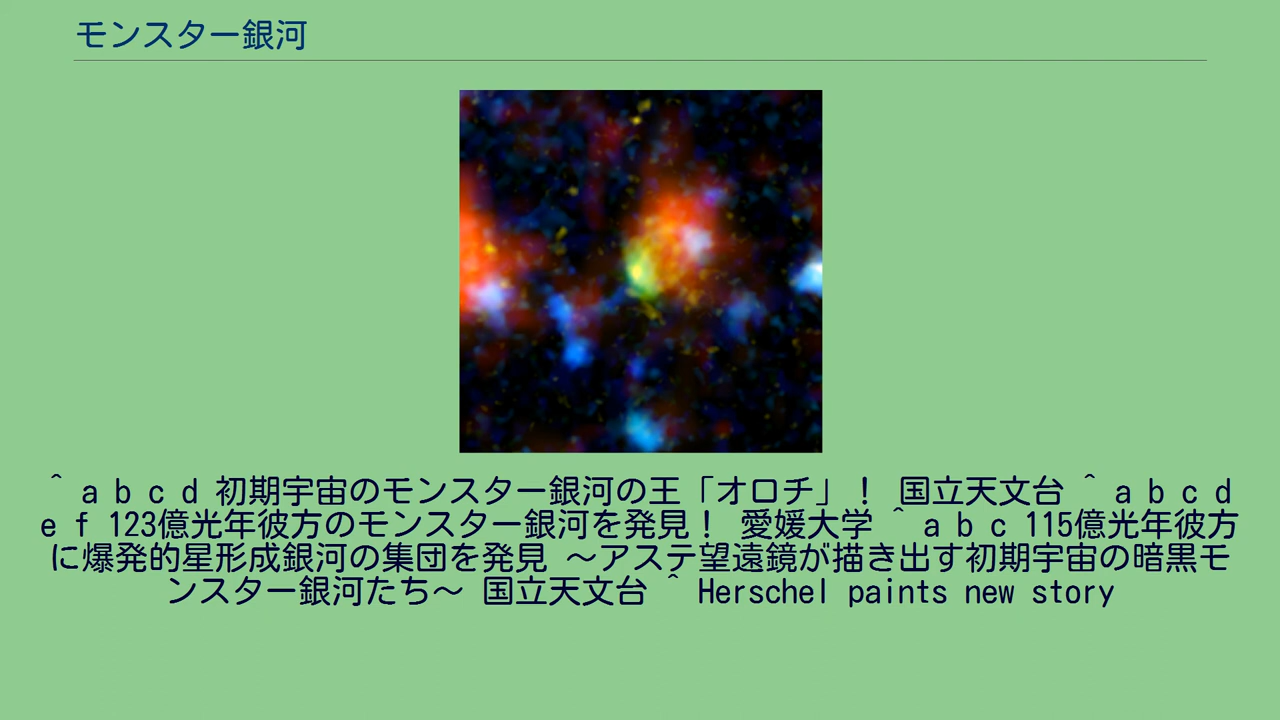 モンスター銀河
^ a b c d 初期宇宙のモンスター銀河の王「オロチ」！ 国立天文台 ^ a b c d
e f 123億光年彼方のモンスター銀河を発見！ 愛媛大学 ^ a b c 115億光年彼方
に爆発的星形成銀河の集団を発見 〜アステ望遠鏡が描き出す初期宇宙の暗黒モ
ンスター銀河たち〜 国立天文台 ^ Herschel paints new story